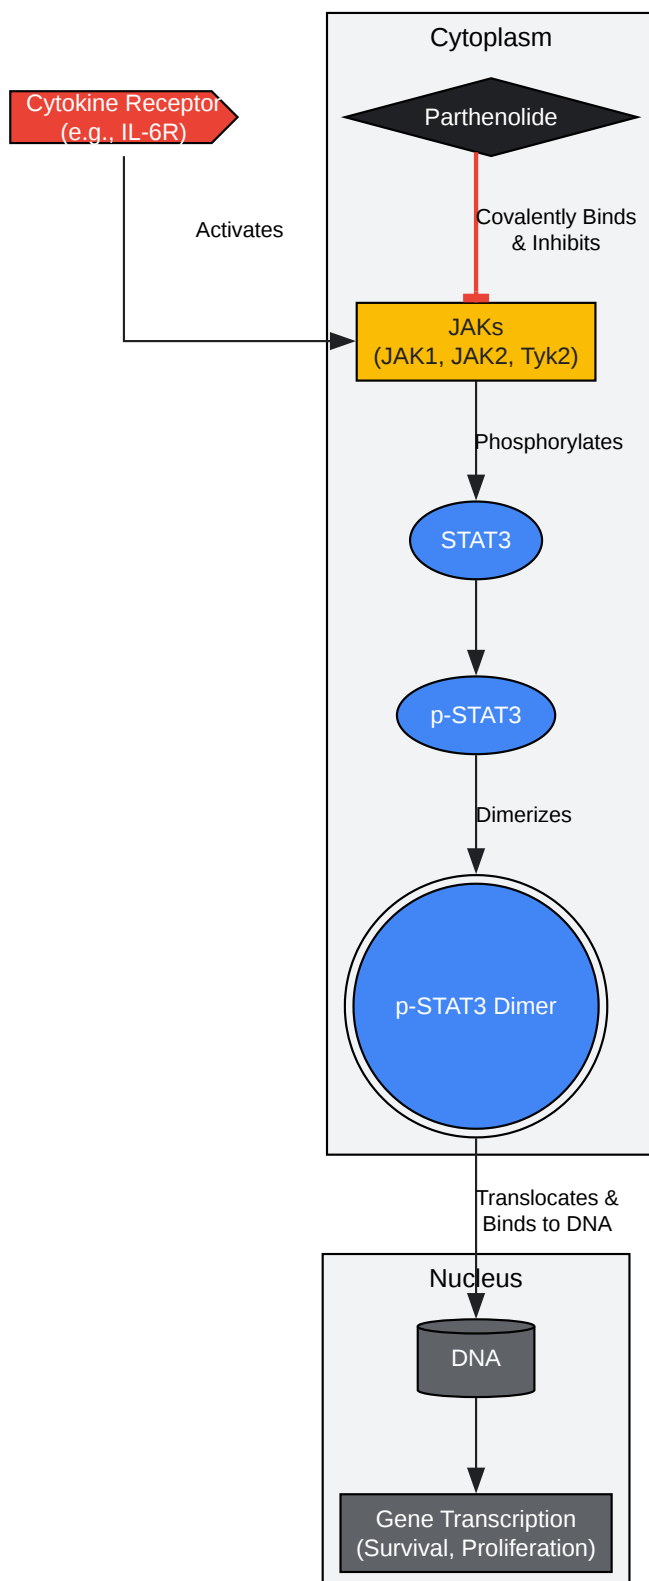 Cytoplasm
Cytokine Receptor
(e.g., IL-6R)
Parthenolide
Activates
Covalently Binds
& Inhibits
JAKs
(JAK1, JAK2, Tyk2)
Phosphorylates
STAT3
p-STAT3
Dimerizes
p-STAT3 Dimer
Translocates &
Binds to DNA
Nucleus
DNA
Gene Transcription
(Survival, Proliferation)